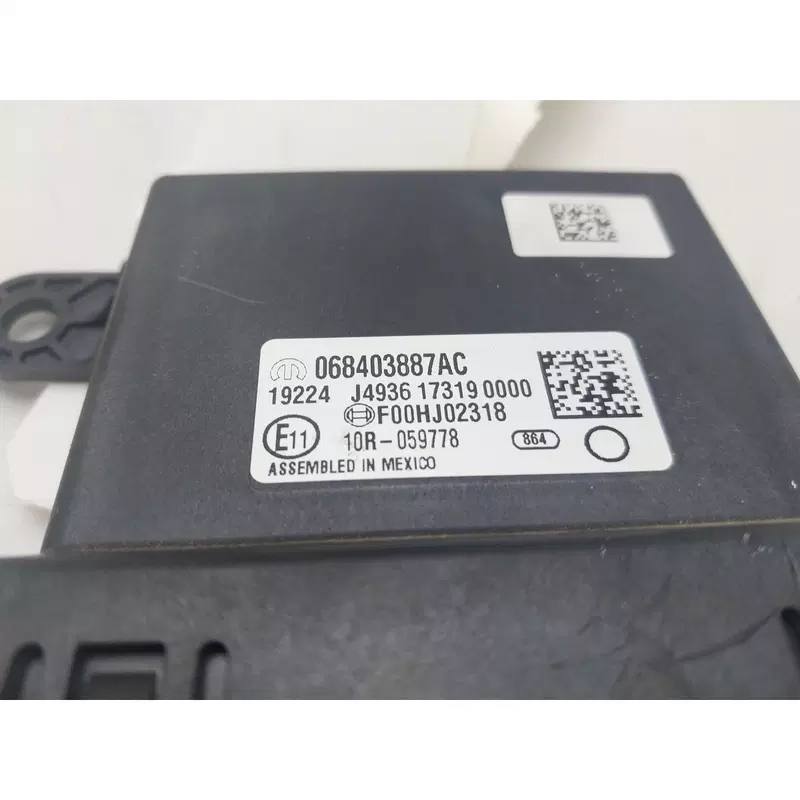 068403887AC
19224 J4936 17319 0000
F00HJ02318
E11 10R-059778 864
ASSEMBLED IN MEXICO